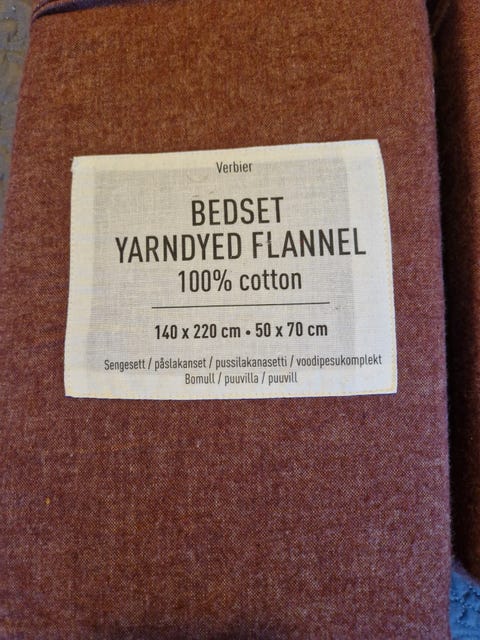 Verbier
BEDSET
YARNDYED FLANNEL
100% cotton
140 x 220 cm • 50 x 70 cm
Sengesett / påslakanset / pussilakanasetti / voodipesukomplekt
Bomull / puuvilla / puuvill